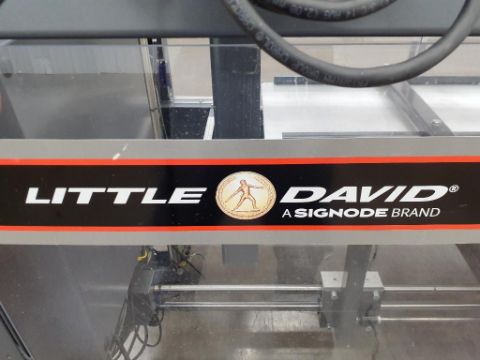 LITTLE DAVID®
A SIGNODE BRAND